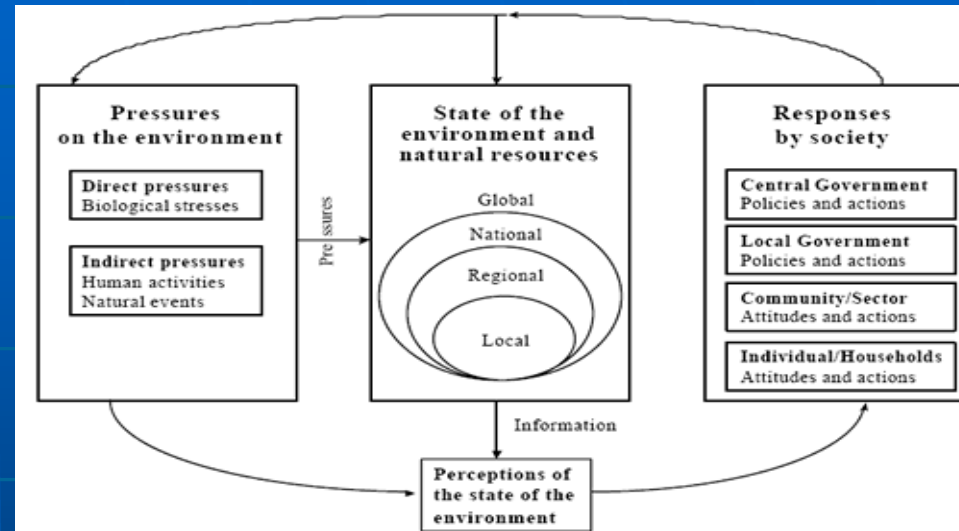 Pressures
on the environment
Direct pressures
Biological stresses
Indirect pressures
Human activities
Natural events
Pressures
State of the
environment and
natural resources
Global
National
Regional
Local
Information
Perceptions of
the state of the
environment
Responses
by society
Central Government
Policies and actions
Local Government
Policies and actions
Community/Sector
Attitudes and actions
Individual/Households
Attitudes and actions